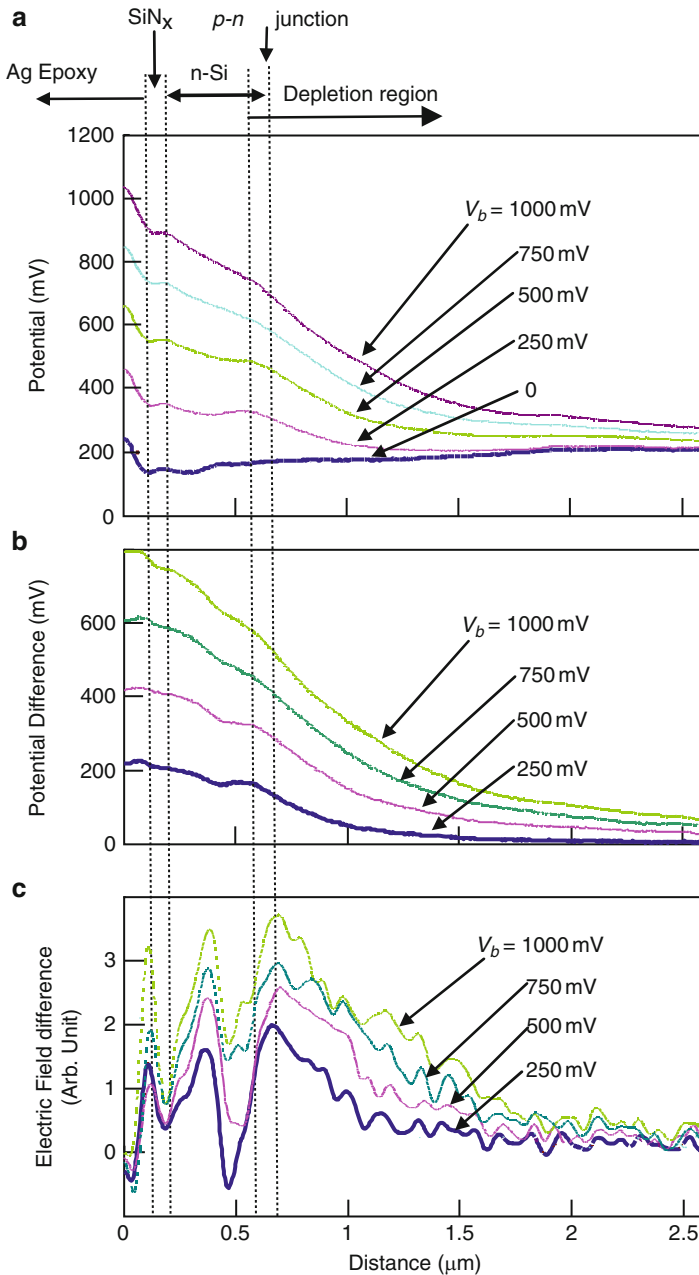 a
SiNx
p-n
junction
Ag Epoxy
n-Si
Depletion region
1200
1000
800
600
400
200
0
Potential (mV)
Vb = 1000 mV
750 mV
500 mV
250 mV
0
b
600
400
200
0
Potential Difference
(mV)
Vb = 1000 mV
750 mV
500 mV
250 mV
c
3
2
1
0
Electric Field difference
(Arb. Unit)
Vb = 1000 mV
750 mV
500 mV
250 mV
0
0.5
1
1.5
2
2.5
Distance (μm)